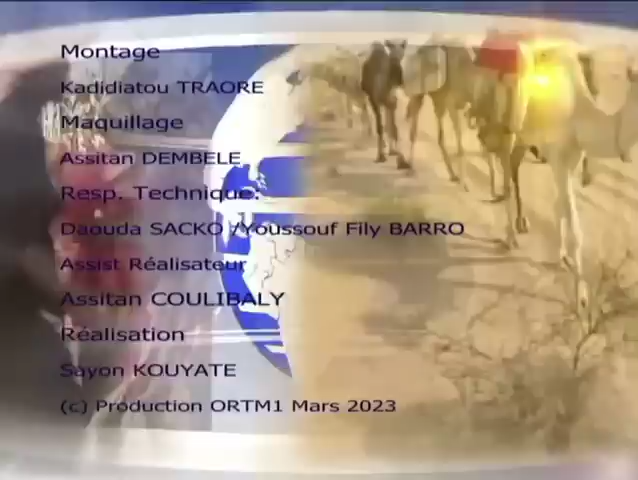 Montage
Kadidiatou TRAORE
Maquillage
Assitan DEMBELE
Resp. Technique:
Daouda SACKO /Youssouf Fily BARRO
Assist Réalisateur
Assitan COULIBALY
Réalisation
Sayon KOUYATE
(c) Production ORTM1 Mars 2023